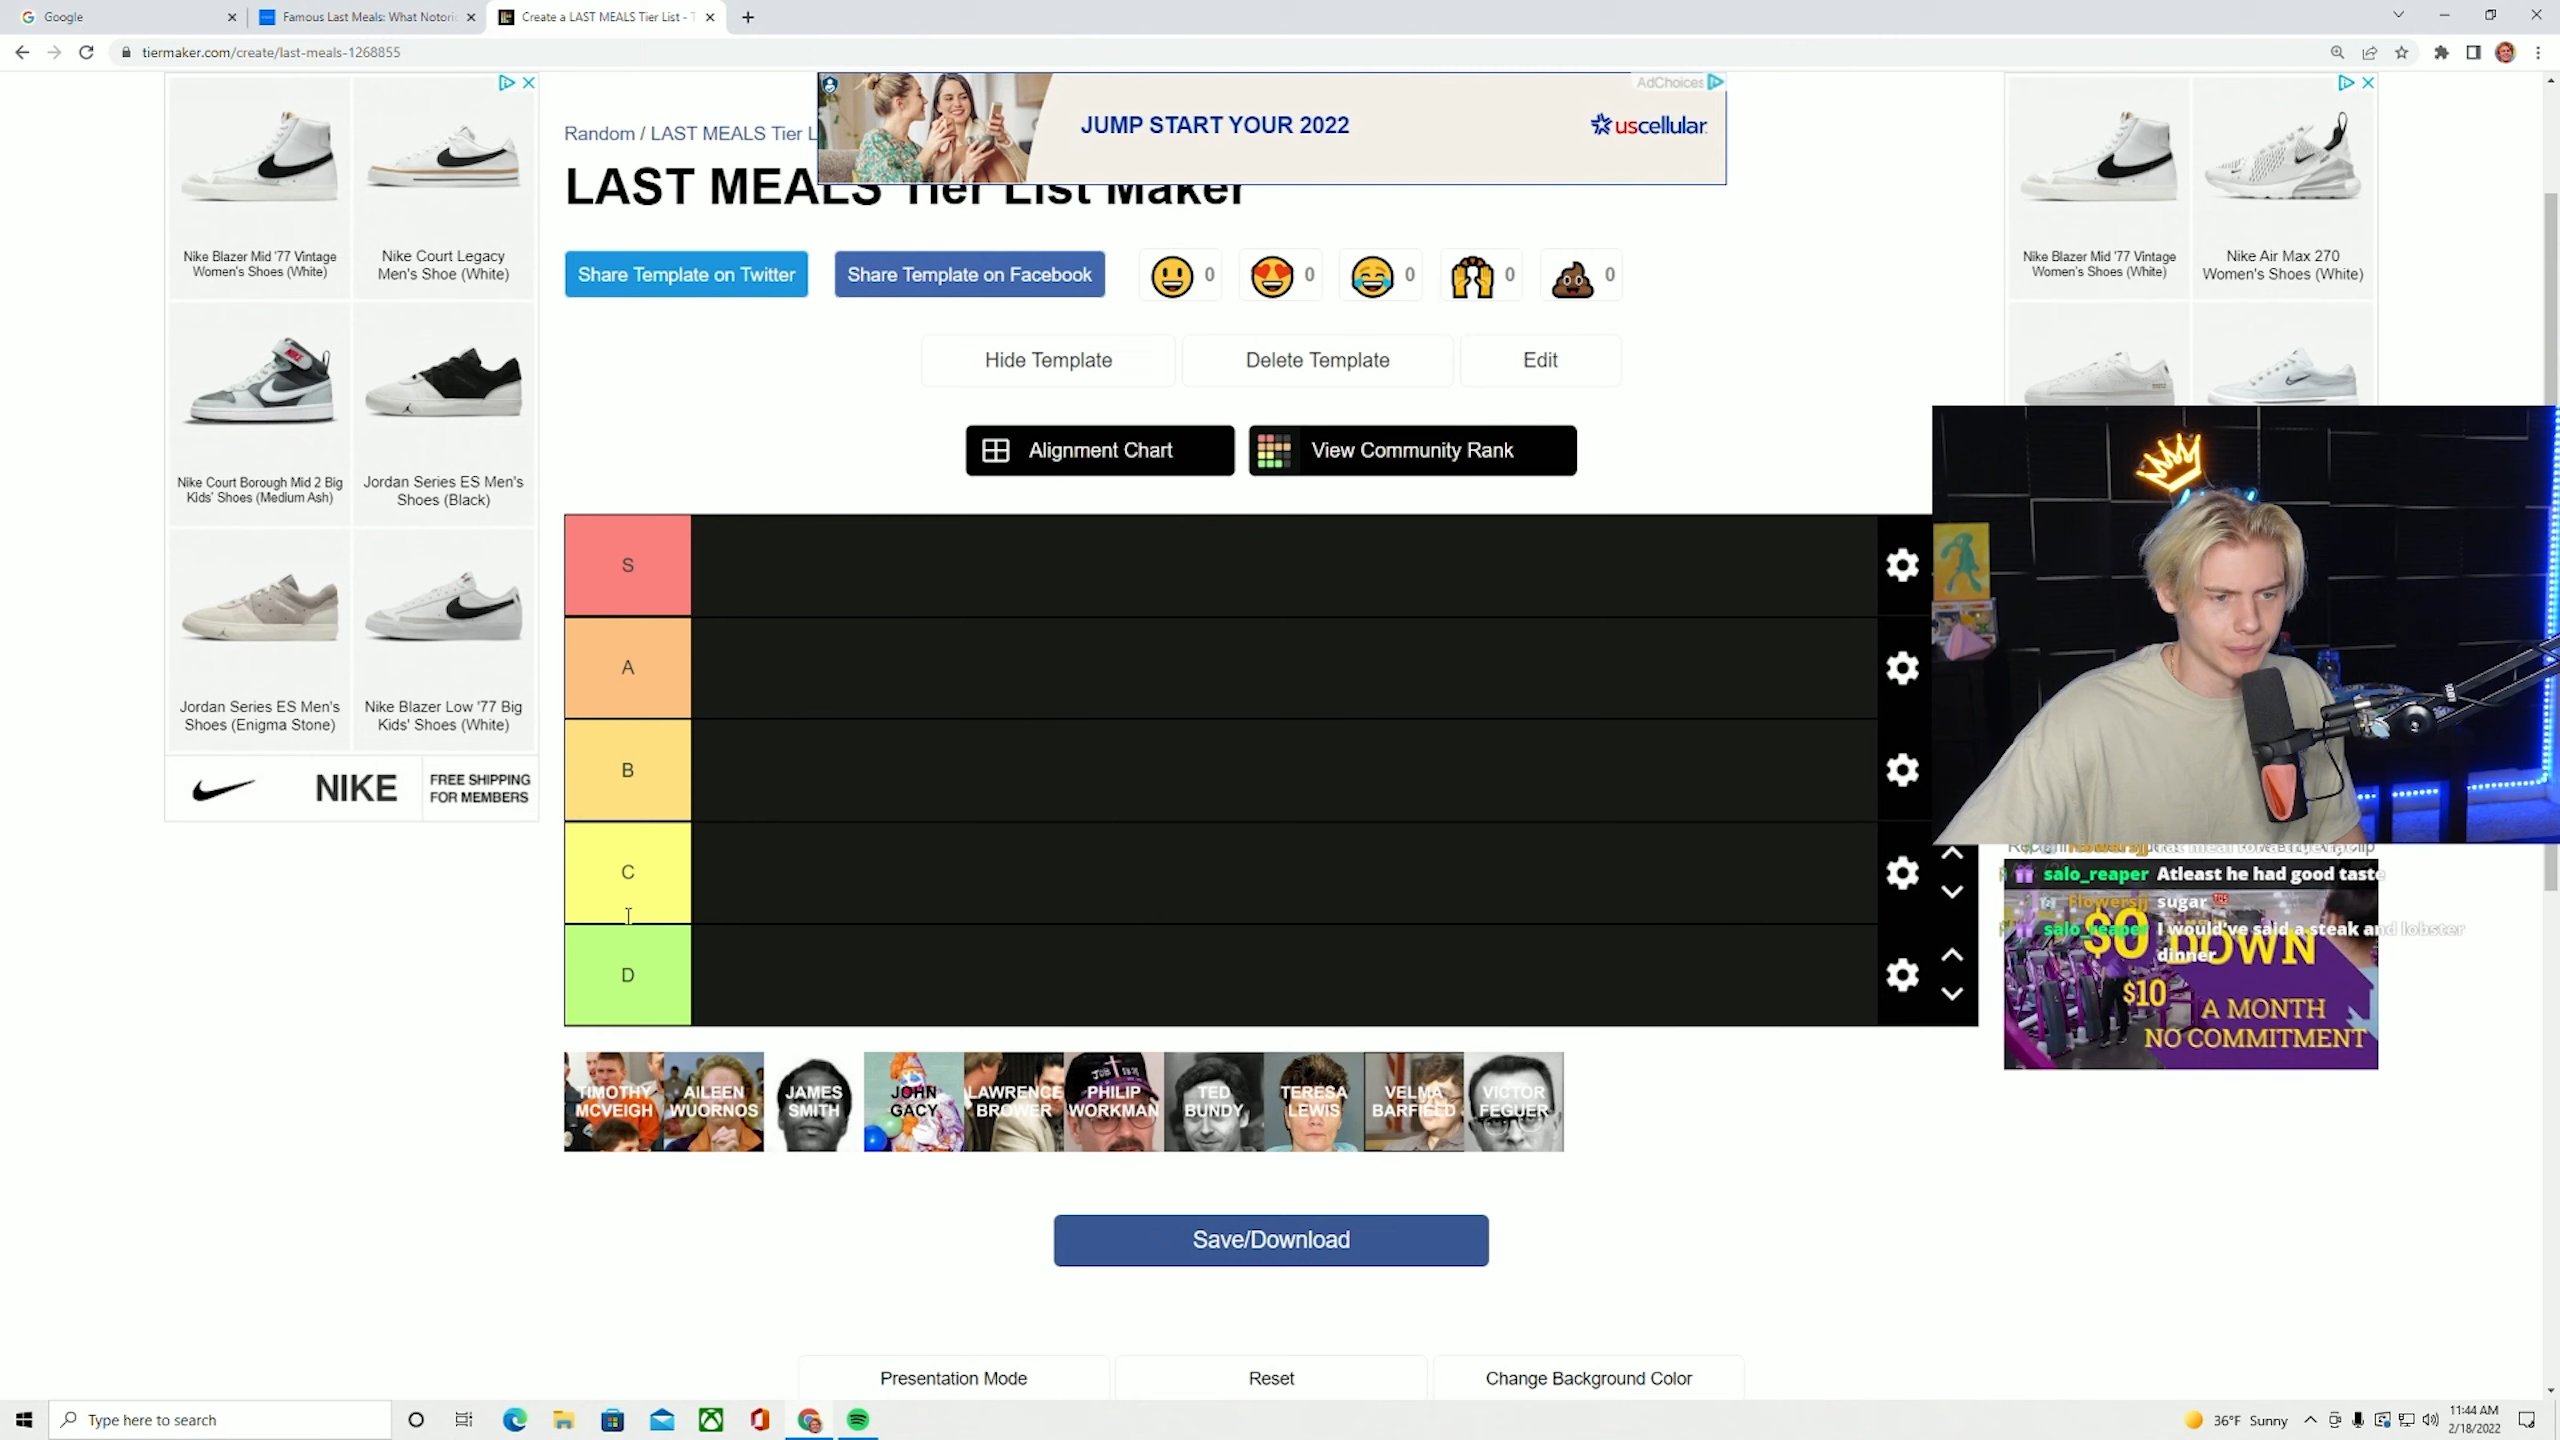 Google
Famous Last Meals: What Notori
Create a LAST MEALS Tier List - T
tiermaker.com/create/last-meals-1268855
AdChoices
JUMP START YOUR 2022
uscellular
Random / LAST MEALS Tier L
LAST MEALS Tier List Maker
Share Template on Twitter
Share Template on Facebook
0
0
0
0
0
Hide Template
Delete Template
Edit
Alignment Chart
View Community Rank
Nike Blazer Mid '77 Vintage
Women's Shoes (White)
Nike Court Legacy
Men's Shoe (White)
NIKE
Nike Court Borough Mid 2 Big
Kids' Shoes (Medium Ash)
Jordan Series ES Men's
Shoes (Black)
Jordan Series ES Men's
Shoes (Enigma Stone)
Nike Blazer Low '77 Big
Kids' Shoes (White)
NIKE
FREE SHIPPING
FOR MEMBERS
Nike Blazer Mid '77 Vintage
Women's Shoes (White)
Nike Air Max 270
Women's Shoes (White)
S
A
B
C
D
salo_reaper Atleast he had good taste
Flowersjj sugar
salo_reaper I would've said a steak and lobster
dinner
$0 DOWN
$10
A MONTH
NO COMMITMENT
TIMOTHY
MCVEIGH
AILEEN
WUORNOS
JAMES
SMITH
JOHN
GACY
LAWRENCE
BROWER
PHILIP
WORKMAN
TED
BUNDY
TERESA
LEWIS
VELMA
BARFIELD
VICTOR
FEGUER
Save/Download
Presentation Mode
Reset
Change Background Color
Type here to search
36°F Sunny
11:44 AM
2/18/2022